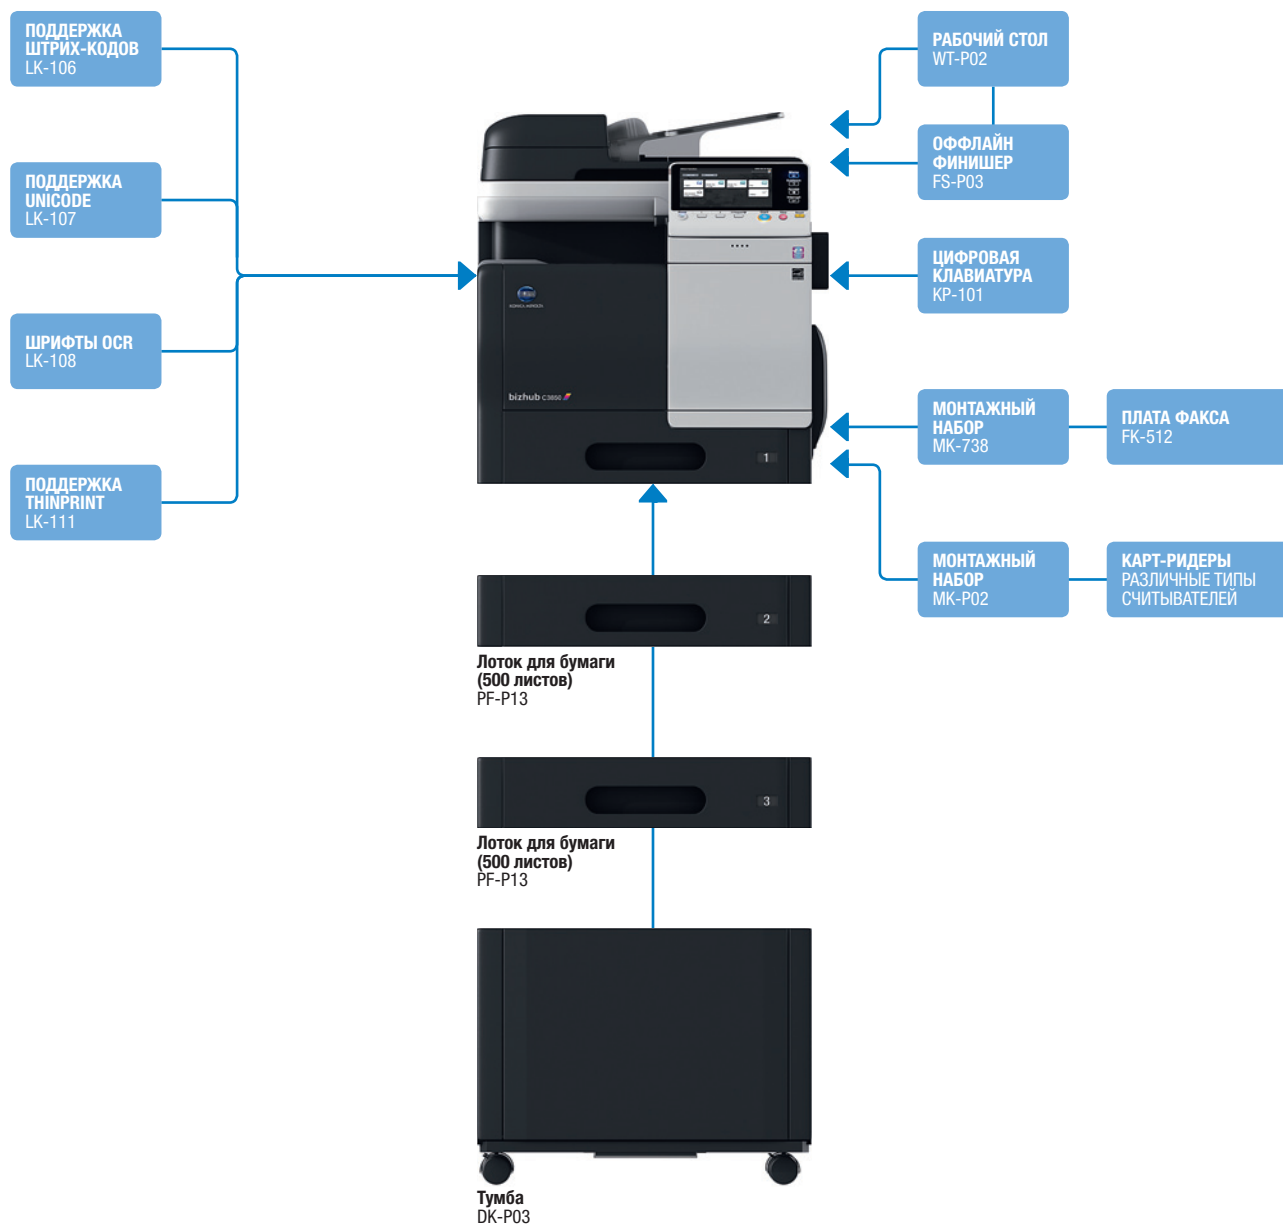 ПОДДЕРЖКА
ШТРИХ-КОДОВ
LK-106
ПОДДЕРЖКА
UNICODE
LK-107
ШРИФТЫ OCR
LK-108
ПОДДЕРЖКА
THINPRINT
LK-111
РАБОЧИЙ СТОЛ
WT-P02
ОФФЛАЙН
ФИНИШЕР
FS-P03
ЦИФРОВАЯ
КЛАВИАТУРА
KP-101
МОНТАЖНЫЙ
НАБОР
MK-738
ПЛАТА ФАКСА
FK-512
МОНТАЖНЫЙ
НАБОР
MK-P02
КАРТ-РИДЕРЫ
РАЗЛИЧНЫЕ ТИПЫ
СЧИТЫВАТЕЛЕЙ
KONICA MINOLTA
bizhub C3850
1
2
Лоток для бумаги
(500 листов)
PF-P13
3
Лоток для бумаги
(500 листов)
PF-P13
Тумба
DK-P03